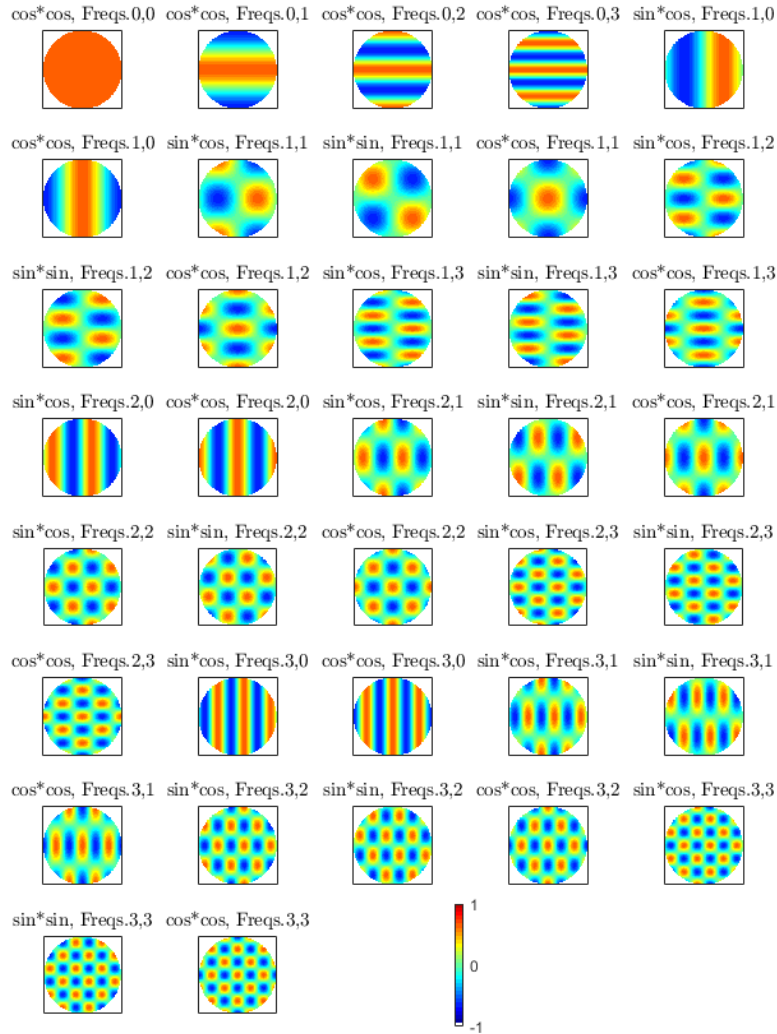 cos*cos, Freqs.0,0 cos*cos, Freqs.0,1 cos*cos, Freqs.0,2 cos*cos, Freqs.0,3 sin*cos, Freqs.1,0
cos*cos, Freqs.1,0 sin*cos, Freqs.1,1 sin*sin, Freqs.1,1 cos*cos, Freqs.1,1 sin*cos, Freqs.1,2
sin*sin, Freqs.1,2 cos*cos, Freqs.1,2 sin*cos, Freqs.1,3 sin*sin, Freqs.1,3 cos*cos, Freqs.1,3
sin*cos, Freqs.2,0 cos*cos, Freqs.2,0 sin*cos, Freqs.2,1 sin*sin, Freqs.2,1 cos*cos, Freqs.2,1
sin*cos, Freqs.2,2 sin*sin, Freqs.2,2 cos*cos, Freqs.2,2 sin*cos, Freqs.2,3 sin*sin, Freqs.2,3
cos*cos, Freqs.2,3 sin*cos, Freqs.3,0 cos*cos, Freqs.3,0 sin*cos, Freqs.3,1 sin*sin, Freqs.3,1
cos*cos, Freqs.3,1 sin*cos, Freqs.3,2 sin*sin, Freqs.3,2 cos*cos, Freqs.3,2 sin*cos, Freqs.3,3
sin*sin, Freqs.3,3 cos*cos, Freqs.3,3
1
0
-1